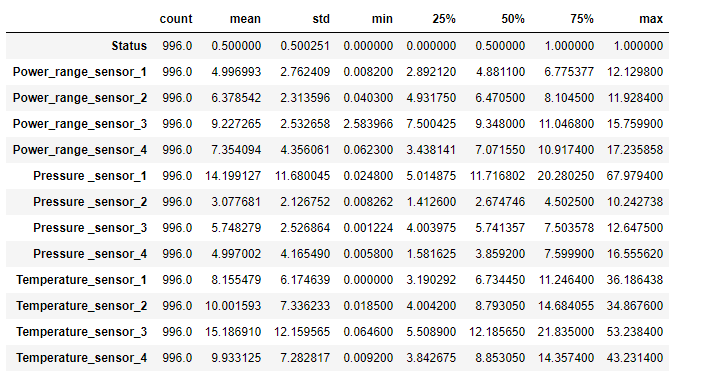 count mean std min 25% 50% 75% max
Status 996.0 0.500000 0.500251 0.000000 0.000000 0.500000 1.000000 1.000000
Power_range_sensor_1 996.0 4.996993 2.762409 0.008200 2.892120 4.881100 6.775377 12.129800
Power_range_sensor_2 996.0 6.378542 2.313596 0.040300 4.931750 6.470500 8.104500 11.928400
Power_range_sensor_3 996.0 9.227265 2.532658 2.583966 7.500425 9.348000 11.046800 15.759900
Power_range_sensor_4 996.0 7.354094 4.356061 0.062300 3.438141 7.071550 10.917400 17.235858
Pressure _sensor_1 996.0 14.199127 11.680045 0.024800 5.014875 11.716802 20.280250 67.979400
Pressure _sensor_2 996.0 3.077681 2.126752 0.008262 1.412600 2.674746 4.502500 10.242738
Pressure _sensor_3 996.0 5.748279 2.526864 0.001224 4.003975 5.741357 7.503578 12.647500
Pressure _sensor_4 996.0 4.997002 4.165490 0.005800 1.581625 3.859200 7.599900 16.555620
Temperature_sensor_1 996.0 8.155479 6.174639 0.000000 3.190292 6.734450 11.246400 36.186438
Temperature_sensor_2 996.0 10.001593 7.336233 0.018500 4.004200 8.793050 14.684055 34.867600
Temperature_sensor_3 996.0 15.186910 12.159565 0.064600 5.508900 12.185650 21.835000 53.238400
Temperature_sensor_4 996.0 9.933125 7.282817 0.009200 3.842675 8.853050 14.357400 43.231400